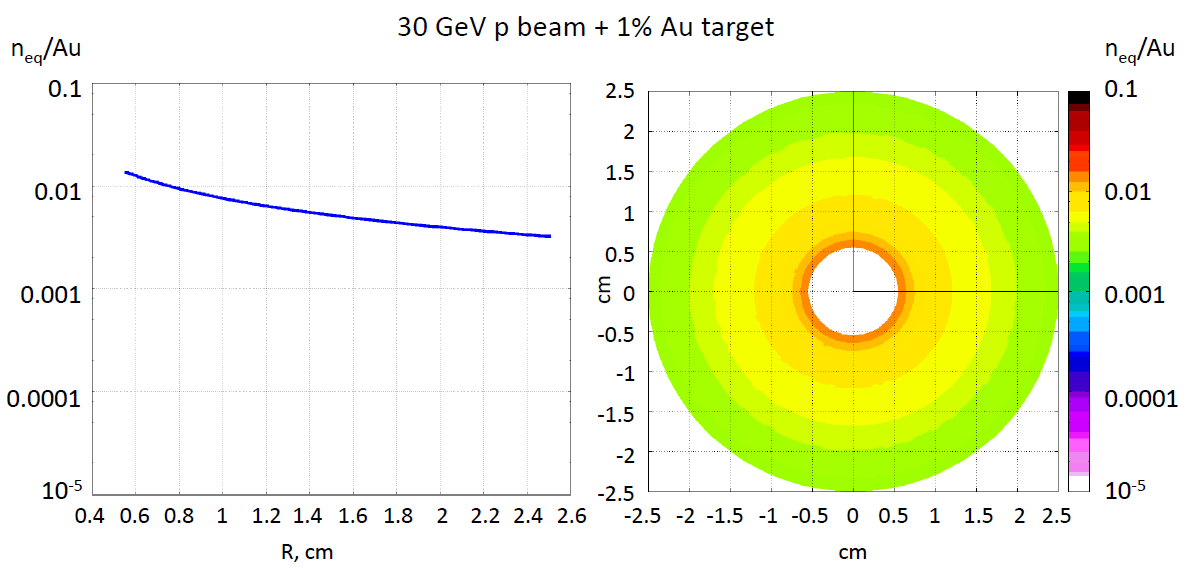 30 GeV p beam + 1% Au target
n_eq/Au
0.1
0.01
0.001
0.0001
10⁻⁵
0.4 0.6 0.8 1 1.2 1.4 1.6 1.8 2 2.2 2.4 2.6
R, cm
2.5
2
1.5
1
0.5
0
-0.5
-1
-1.5
-2
-2.5
cm
-2.5 -2 -1.5 -1 -0.5 0 0.5 1 1.5 2 2.5
cm
n_eq/Au
0.1
0.01
0.001
0.0001
10⁻⁵